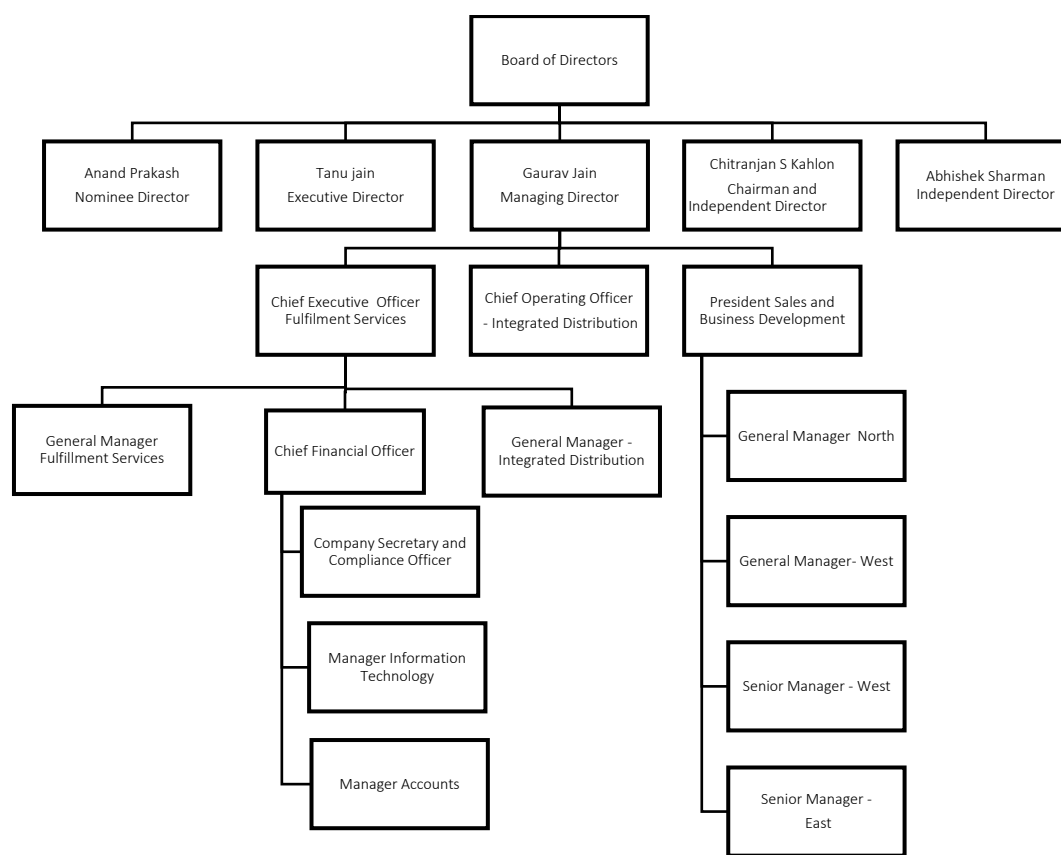 Board of Directors
Anand Prakash
Nominee Director
Tanu jain
Executive Director
Gaurav Jain
Managing Director
Chitranjan S Kahlon
Chairman and
Independent Director
Abhishek Sharman
Independent Director
Chief Executive Officer
Fulfilment Services
Chief Operating Officer
- Integrated Distribution
President Sales and
Business Development
General Manager
Fulfillment Services
Chief Financial Officer
General Manager -
Integrated Distribution
Company Secretary and
Compliance Officer
Manager Information
Technology
Manager Accounts
General Manager North
General Manager- West
Senior Manager - West
Senior Manager -
East